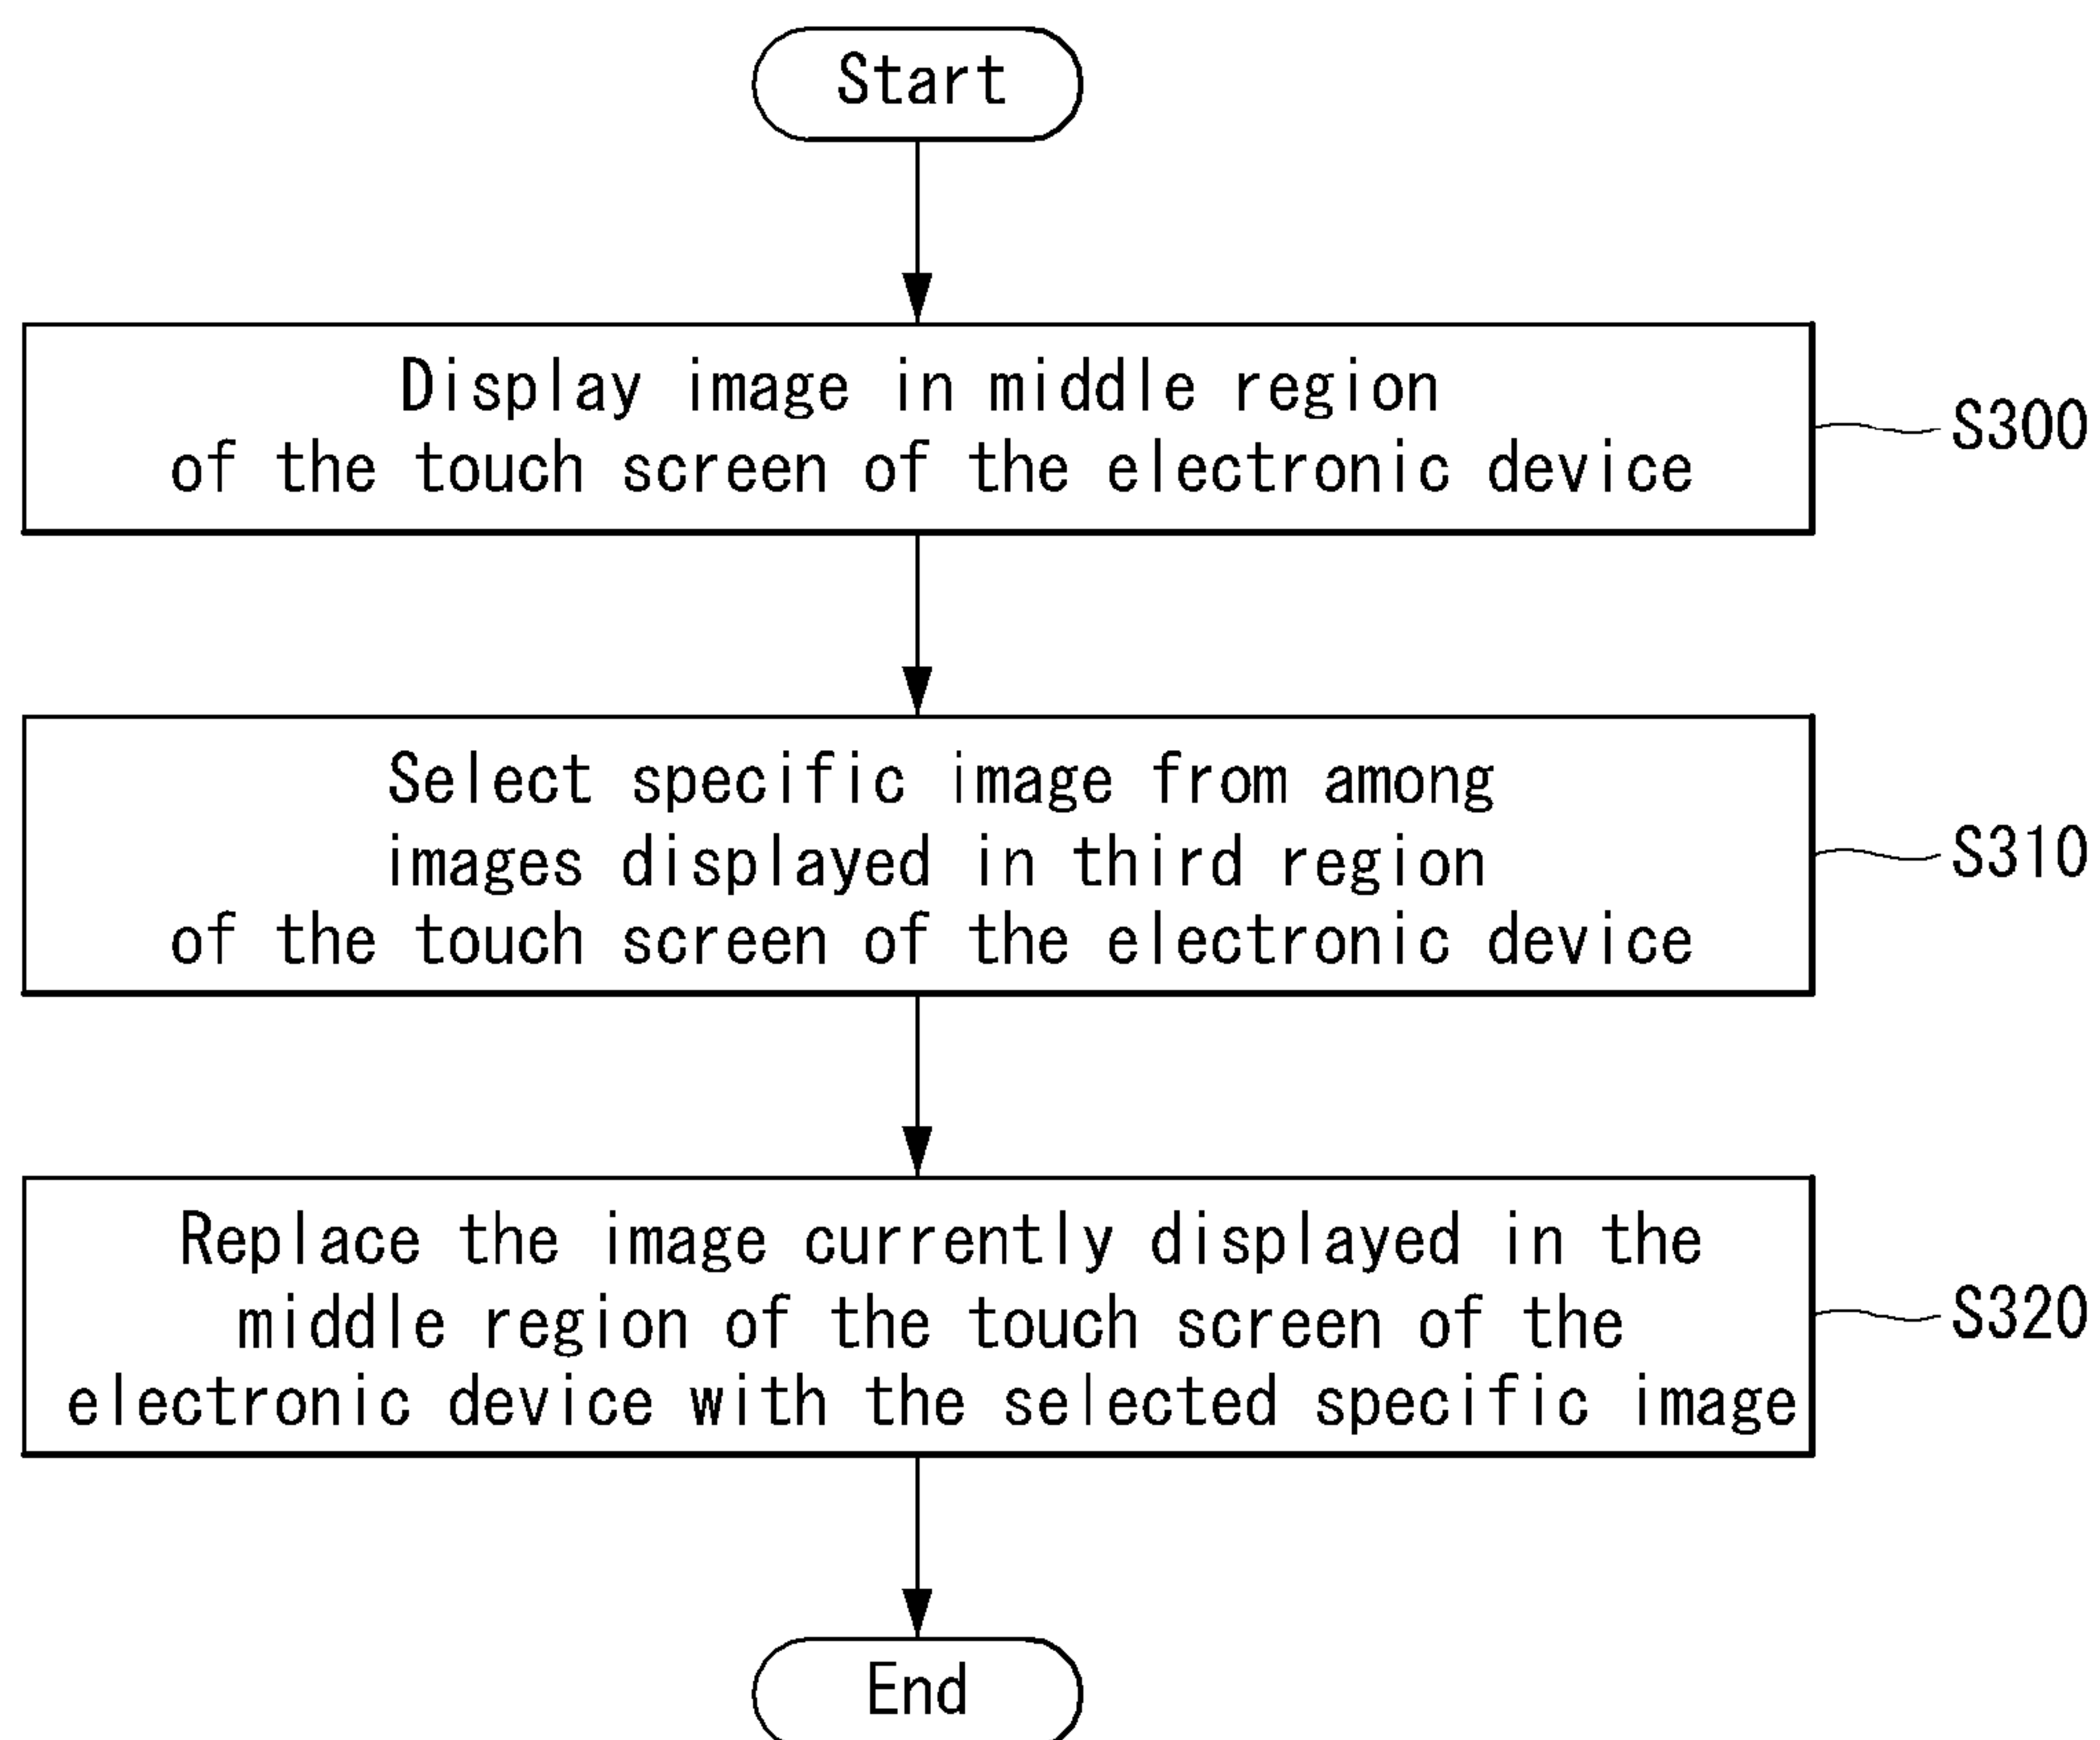 Start
Display image in middle region
of the touch screen of the electronic device
S300
Select specific image from among
images displayed in third region
of the touch screen of the electronic device
S310
Replace the image currently displayed in the
middle region of the touch screen of the
electronic device with the selected specific image
S320
End